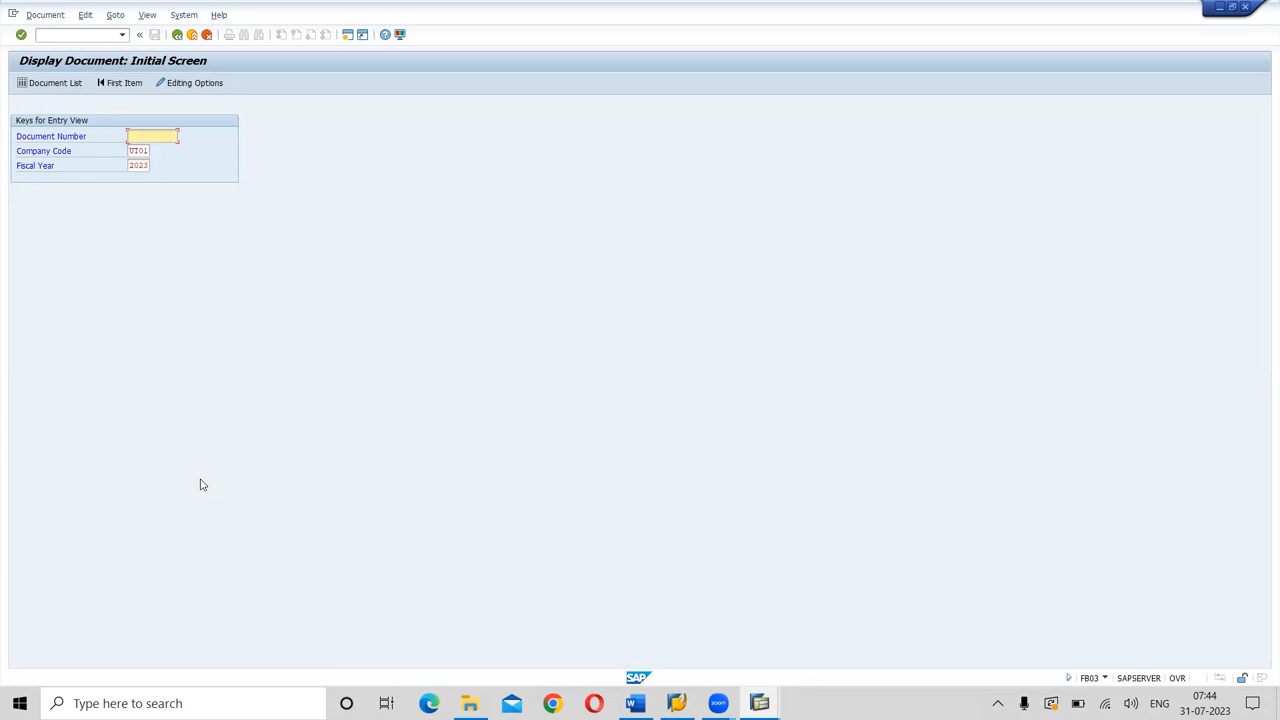 Document Edit Goto View System Help
Display Document: Initial Screen
Document List First Item Editing Options
Keys for Entry View
Document Number
Company Code UT01
Fiscal Year 2023
SAP
FB03 SAPSERVER OVR
Type here to search
W
zoom
ENG
07:44
31-07-2023